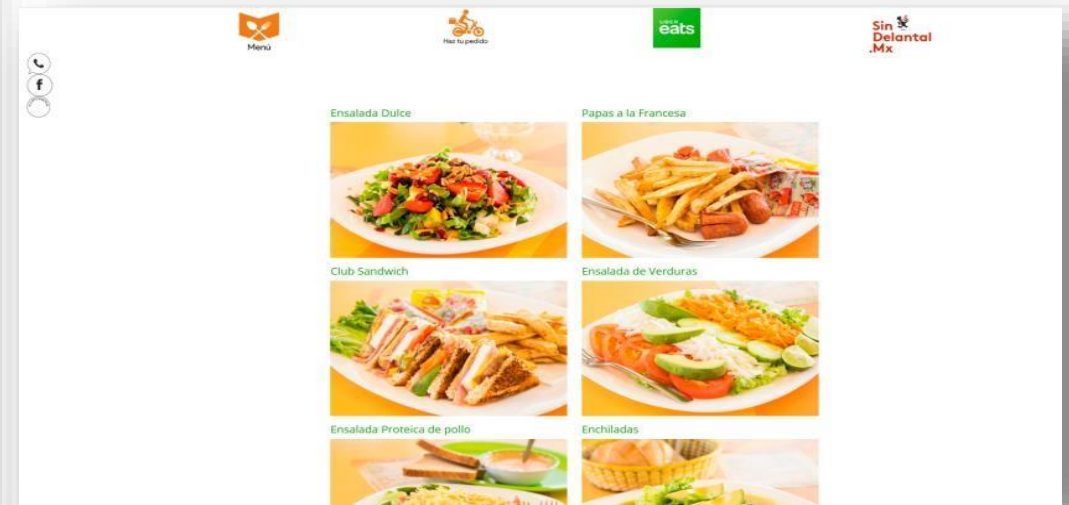 Menú
Haz tu pedido
UBER
eats
Sin
Delantal
.Mx
f
Ensalada Dulce
Papas a la Francesa
Club Sandwich
Ensalada de Verduras
Ensalada Proteica de pollo
Enchiladas